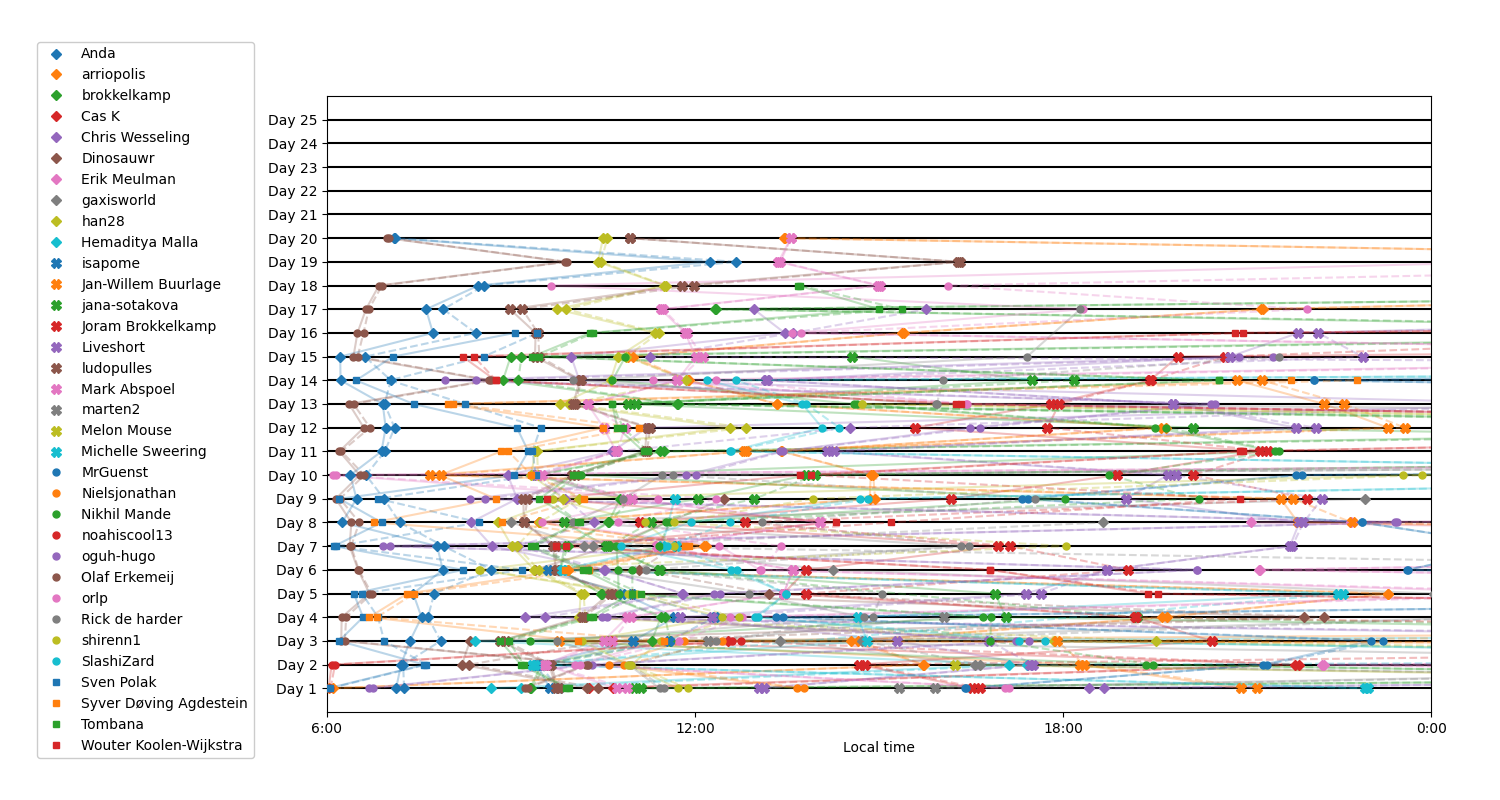 Anda
arriopolis
brokkelkamp
Cas K
Chris Wesseling
Dinosauwr
Erik Meulman
gaxisworld
han28
Hemaditya Malla
isapome
Jan-Willem Buurlage
jana-sotakova
Joram Brokkelkamp
Liveshort
ludopulles
Mark Abspoel
marten2
Melon Mouse
Michelle Sweering
MrGuenst
Nielsjonathan
Nikhil Mande
noahiscool13
oguh-hugo
Olaf Erkemeij
orlp
Rick de harder
shirenn1
SlashiZard
Sven Polak
Syver Døving Agdestein
Tombana
Wouter Koolen-Wijkstra
Day 25
Day 24
Day 23
Day 22
Day 21
Day 20
Day 19
Day 18
Day 17
Day 16
Day 15
Day 14
Day 13
Day 12
Day 11
Day 10
Day 9
Day 8
Day 7
Day 6
Day 5
Day 4
Day 3
Day 2
Day 1
6:00 12:00 18:00 0:00
Local time